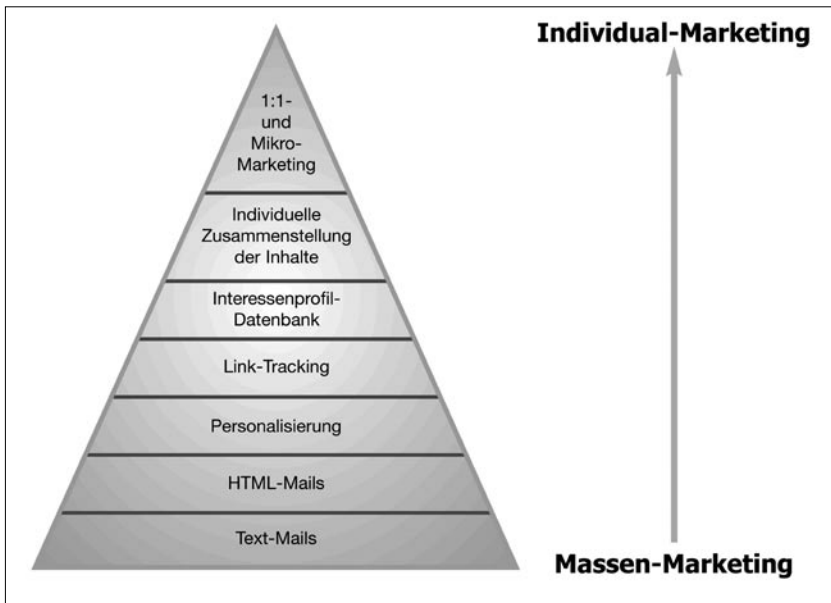 Individual-Marketing
1:1-
und
Mikro-
Marketing
Individuelle
Zusammenstellung
der Inhalte
Interessenprofil-
Datenbank
Link-Tracking
Personalisierung
HTML-Mails
Text-Mails
Massen-Marketing